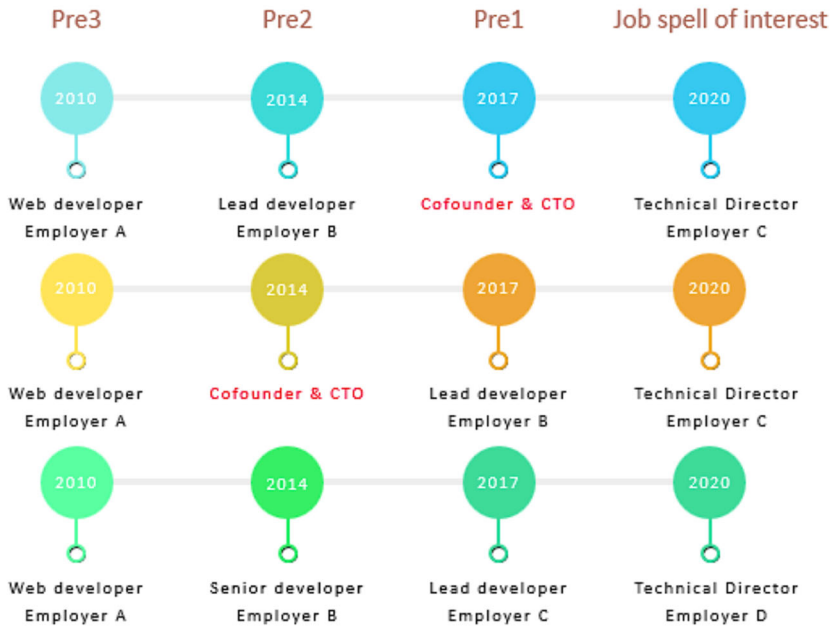 Pre3 Pre2 Pre1 Job spell of interest
2010 2014 2017 2020
Web developer Lead developer Cofounder & CTO Technical Director
Employer A Employer B Employer C
2010 2014 2017 2020
Web developer Cofounder & CTO Lead developer Technical Director
Employer A Employer B Employer C
2010 2014 2017 2020
Web developer Senior developer Lead developer Technical Director
Employer A Employer B Employer C Employer D